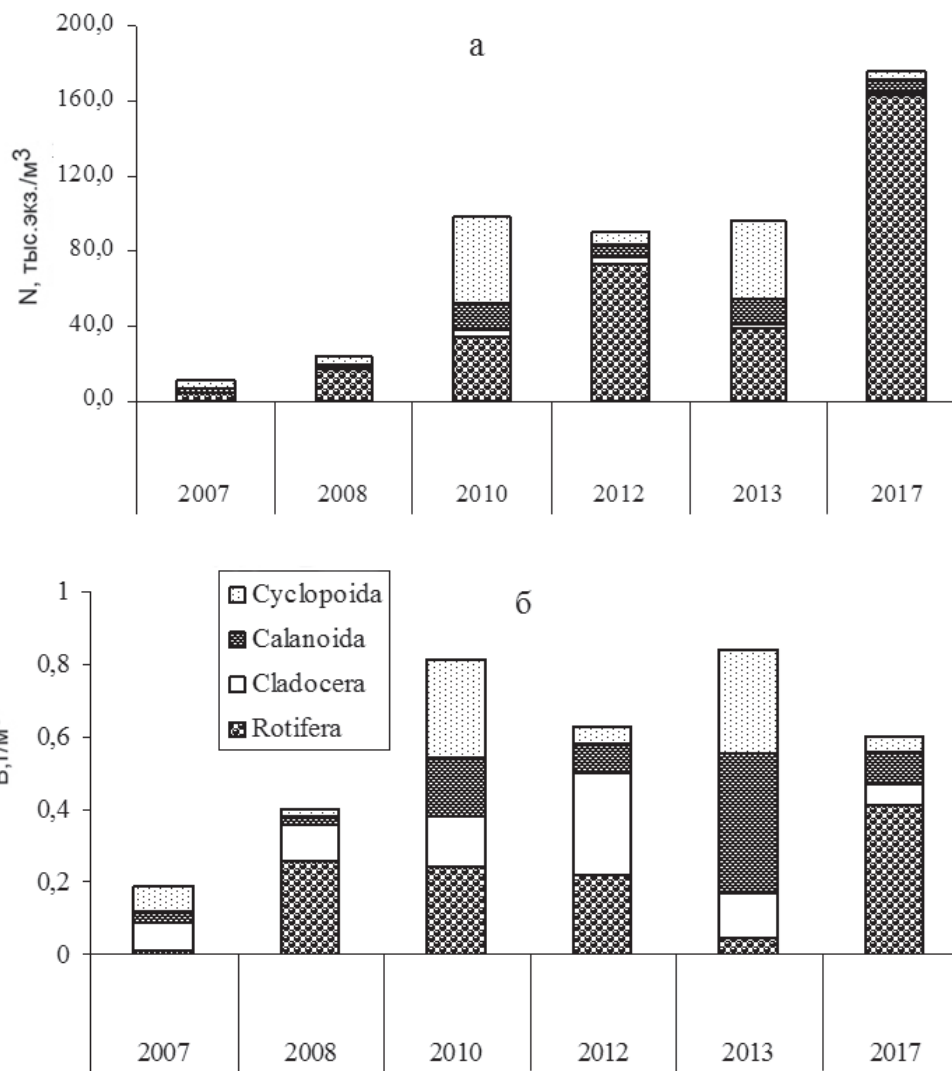 200,0
а
160,0
120,0
80,0
40,0
0,0
N, тыс.экз./м3
2007 2008 2010 2012 2013 2017
1
б
0,8
0,6
0,4
0,2
0
Cyclopoida
Calanoida
Cladocera
Rotifera
2007 2008 2010 2012 2013 2017